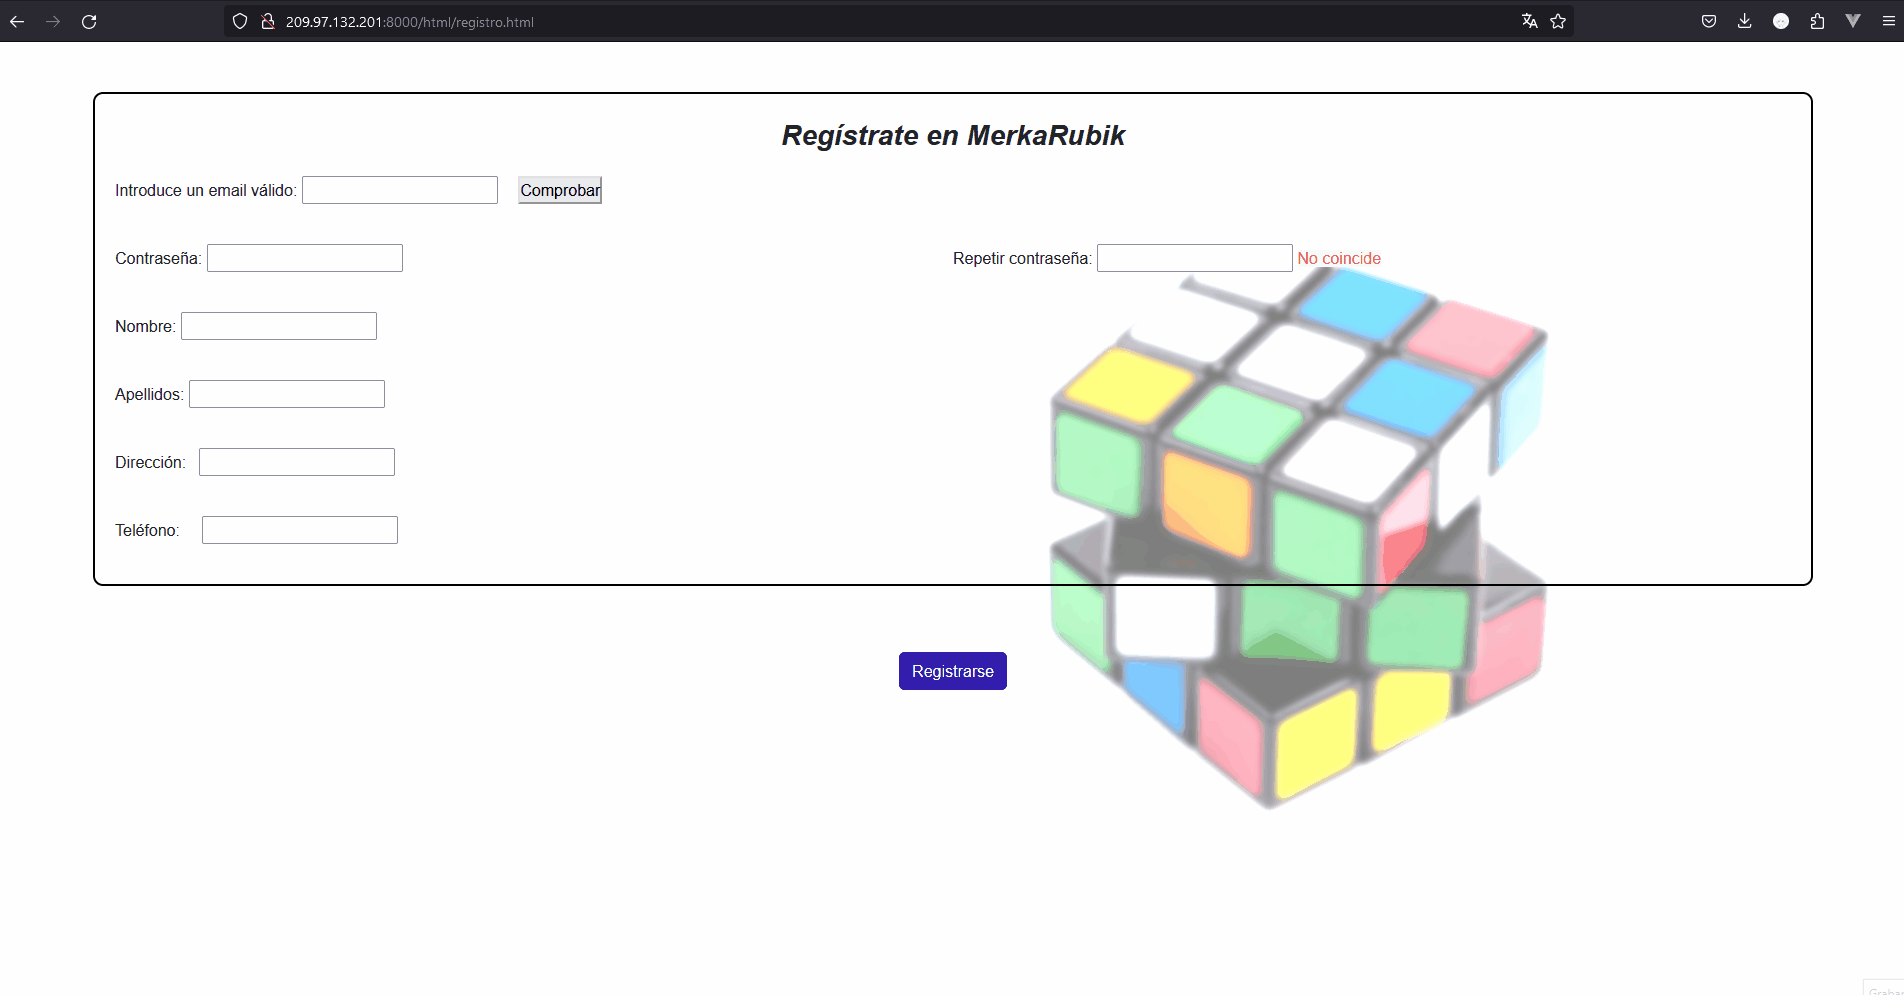 209.97.132.201:8000/html/registro.html
Regístrate en MerkaRubik
Introduce un email válido: Comprobar
Contraseña: Repetir contraseña: No coincide
Nombre:
Apellidos:
Dirección:
Teléfono:
Registrarse